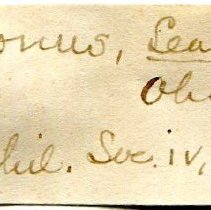 onus, Lea
Ohi
hil. Soc. IV,